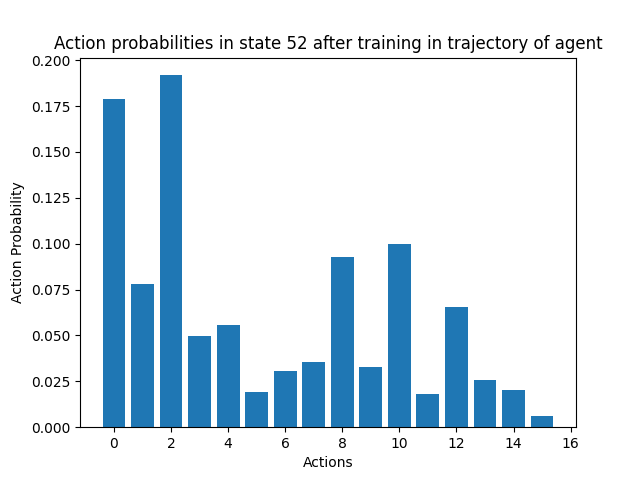 Action probabilities in state 52 after training in trajectory of agent
0.200
0.175
0.150
0.125
0.100
0.075
0.050
0.025
0.000
Action Probability
0 2 4 6 8 10 12 14 16
Actions